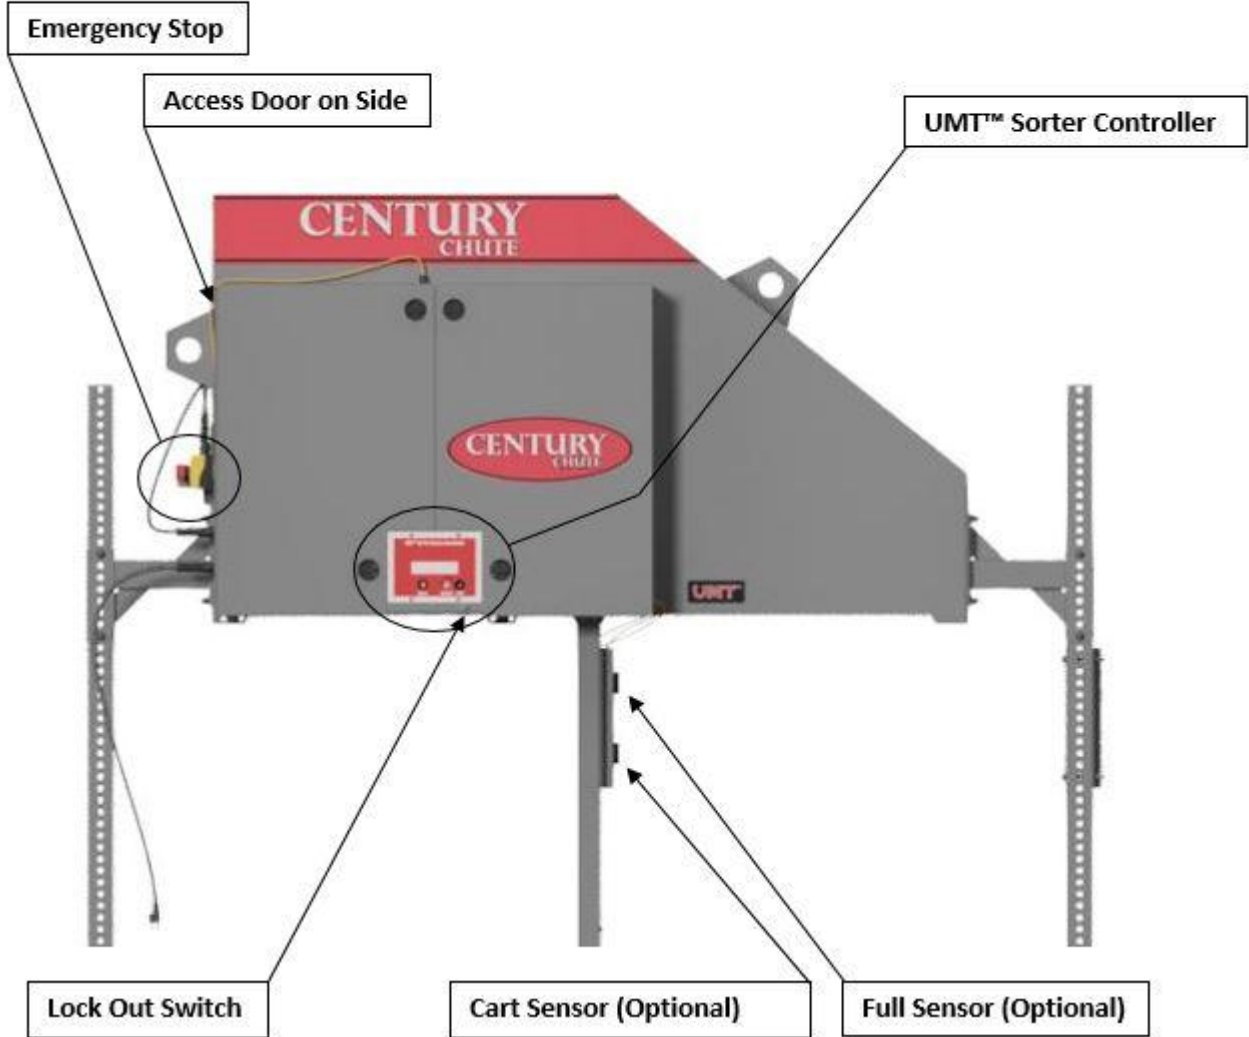 Emergency Stop
Access Door on Side
UMT™ Sorter Controller
CENTURY
CHUTE
CENTURY
CHUTE
UMT
Lock Out Switch
Cart Sensor (Optional)
Full Sensor (Optional)